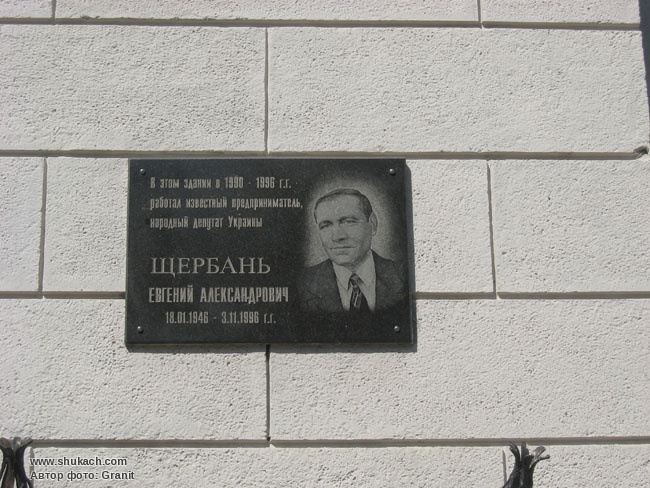 В этом здании в 1980 - 1996 г.г.
работал известный предприниматель,
народный депутат Украины
ЩЕРБАНЬ
ЕВГЕНИЙ АЛЕКСАНДРОВИЧ
18.01.1946 - 3.11.1996 г.г.
www.shukach.com
Автор фото: Granit